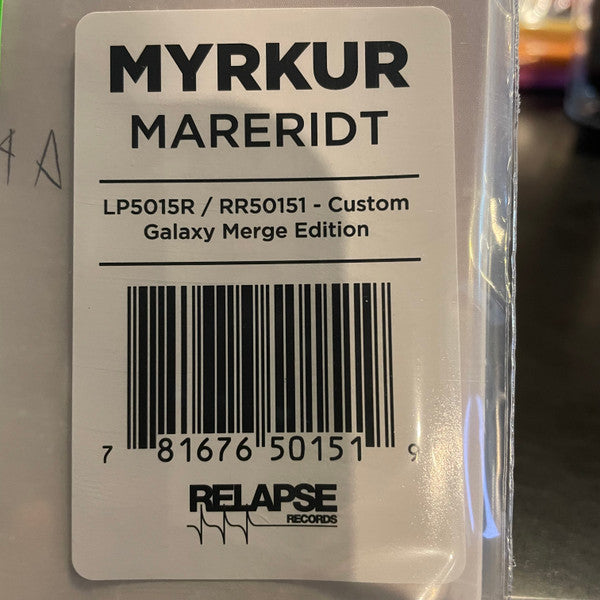 MYRKUR
MARERIDT
LP5015R / RR50151 - Custom
Galaxy Merge Edition
7 81676 50151 9
RELAPSE
RECORDS